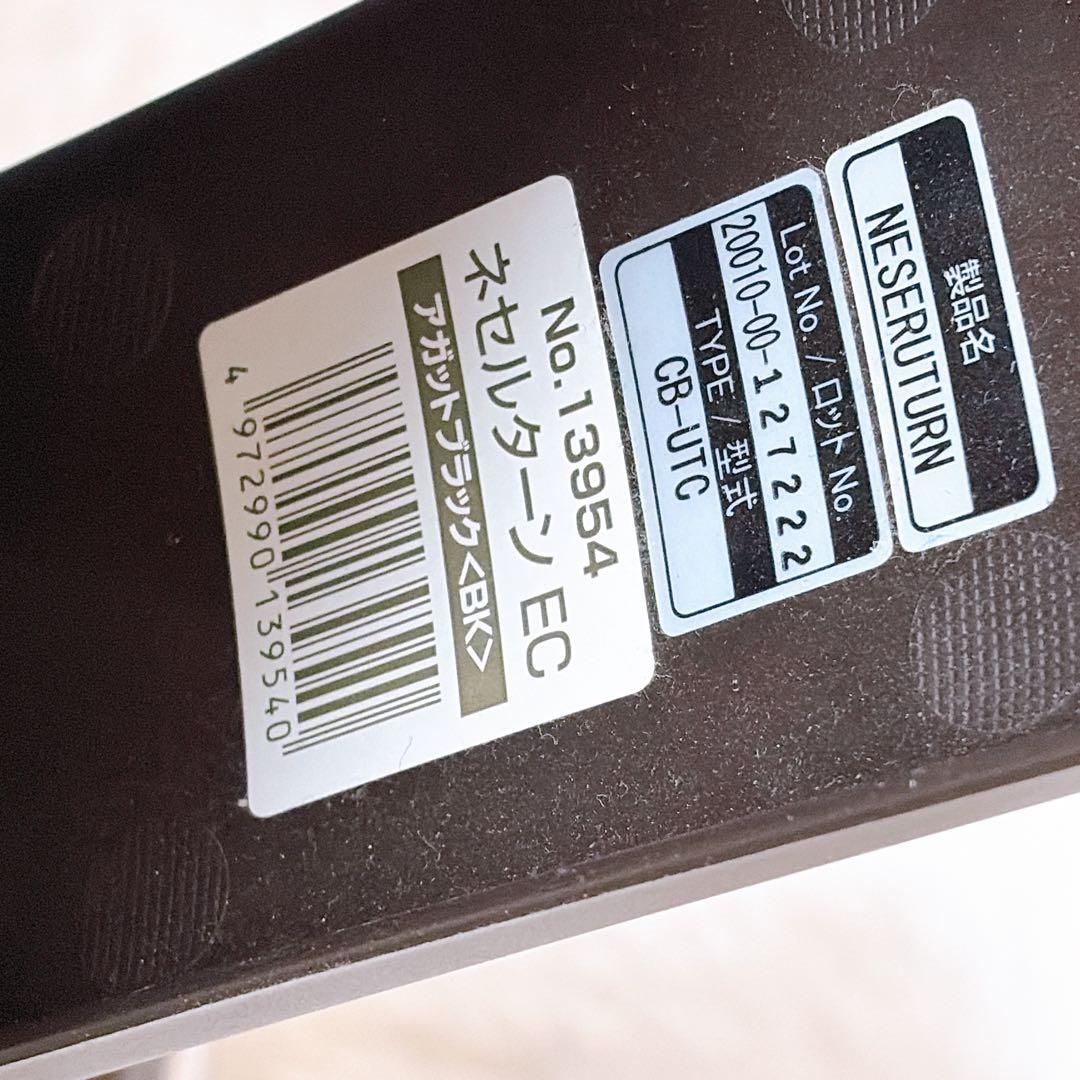 製品名
NESERUTURN
Lot No. / ロット No.
20010-00-127222
TYPE / 型式
CB-UTC
No.13954
ネセルターン EC
アガットブラック<BK>
4 972990 139540